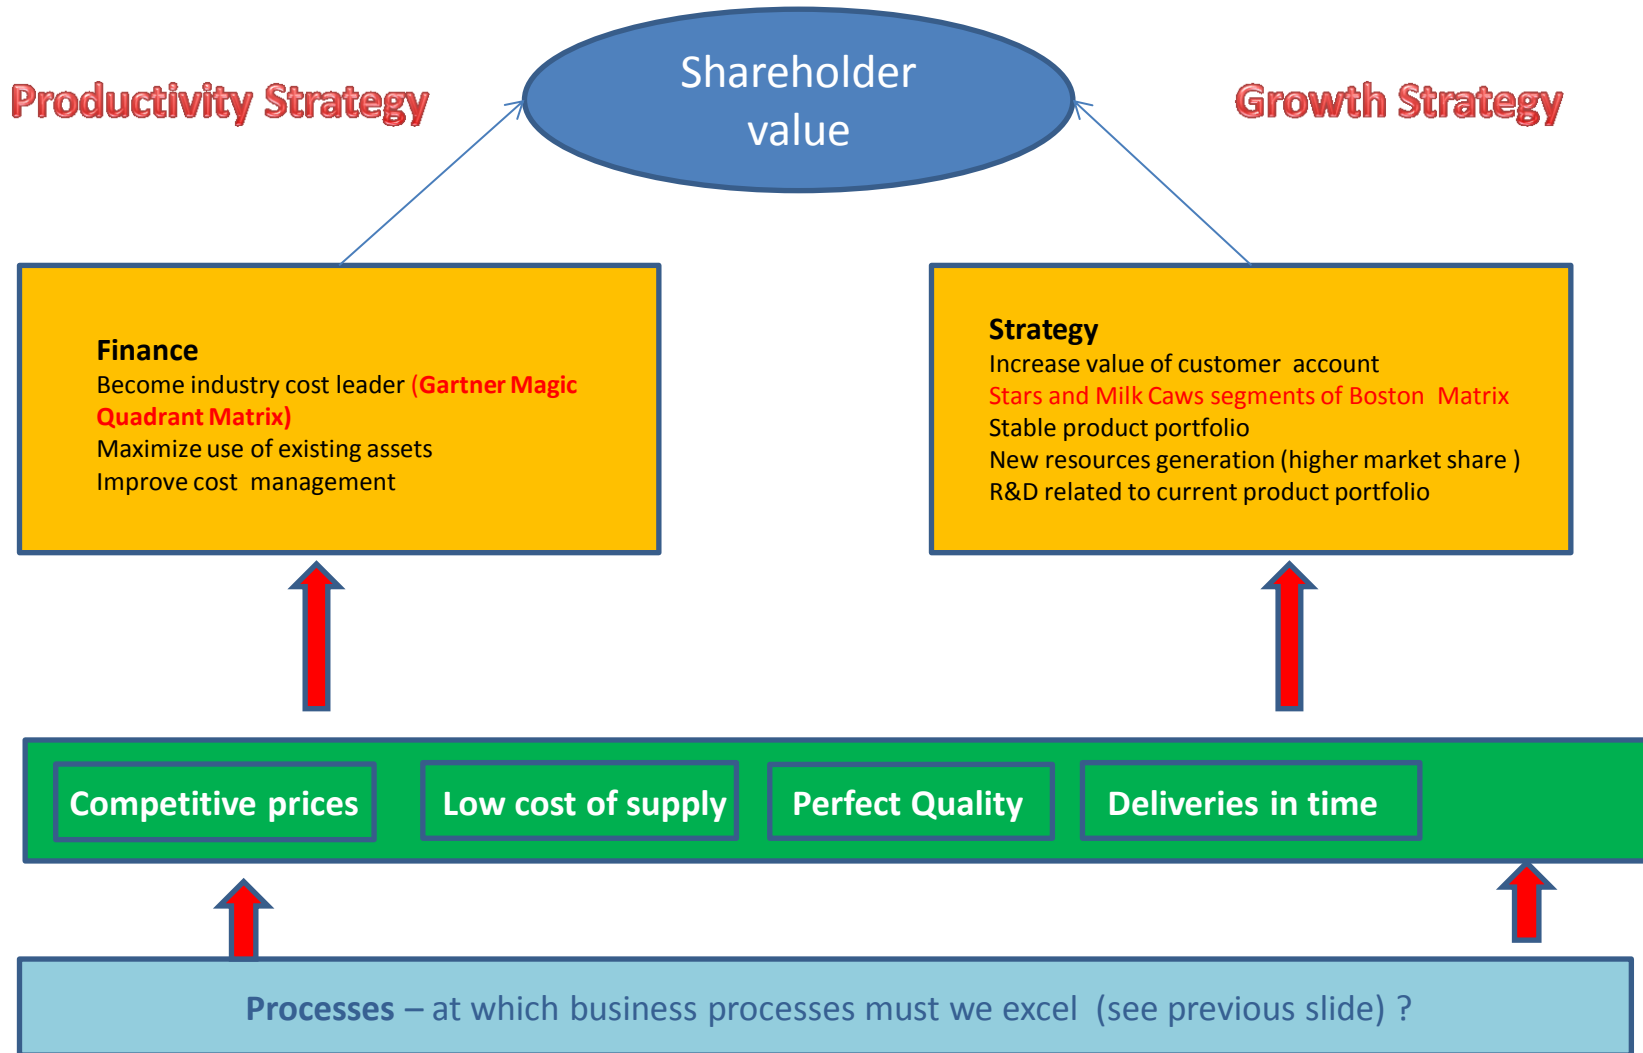 Shareholder
value
Productivity Strategy
Growth Strategy
Finance
Become industry cost leader (Gartner Magic
Quadrant Matrix)
Maximize use of existing assets
Improve cost management
Strategy
Increase value of customer account
Stars and Milk Caws segments of Boston Matrix
Stable product portfolio
New resources generation (higher market share )
R&D related to current product portfolio
Competitive prices
Low cost of supply
Perfect Quality
Deliveries in time
Processes – at which business processes must we excel (see previous slide) ?